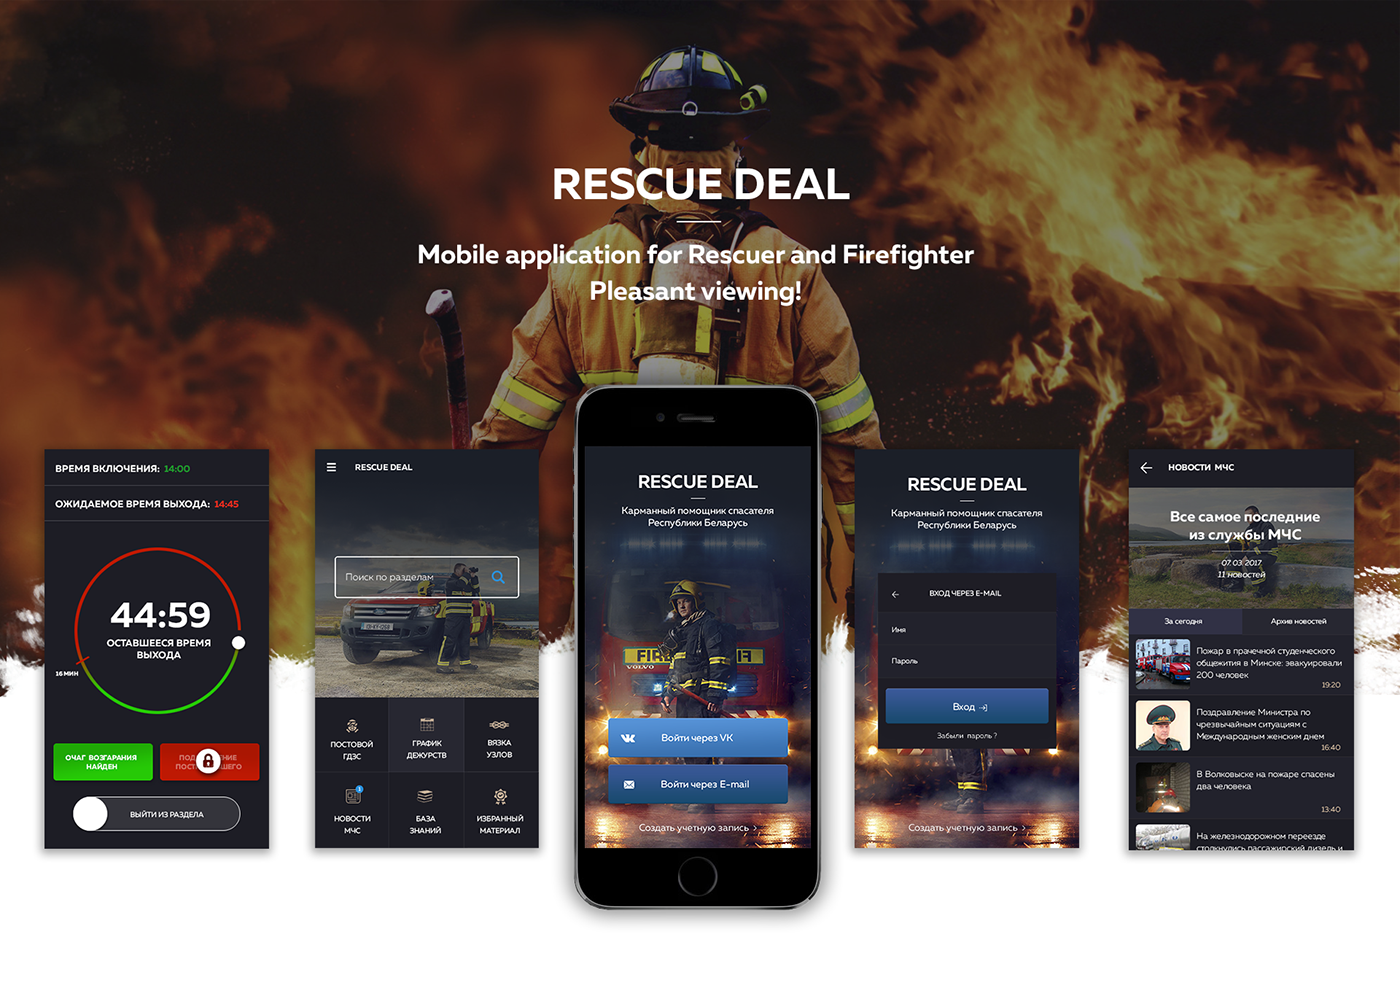 RESCUE DEAL
Mobile application for Rescuer and Firefighter
Pleasant viewing!
ВРЕМЯ ВКЛЮЧЕНИЯ: 14:00
ОЖИДАЕМОЕ ВРЕМЯ ВЫХОДА: 14:45
44:59
ОСТАВШЕЕСЯ ВРЕМЯ
ВЫХОДА
16 МИН
ОЧАГ ВОЗГАРАНИЯ
НАЙДЕН
ВЫЙТИ ИЗ РАЗДЕЛА
RESCUE DEAL
Поиск по разделам
ПОСТОВОЙ
ГДЗС
ГРАФИК
ДЕЖУРСТВ
ВЯЗКА
УЗЛОВ
1
НОВОСТИ
МЧС
БАЗА
ЗНАНИЙ
ИЗБРАННЫЙ
МАТЕРИАЛ
RESCUE DEAL
Карманный помощник спасателя
Республики Беларусь
VOLVO
Войти через VK
Войти через E-mail
Создать учетную запись >
RESCUE DEAL
Карманный помощник спасателя
Республики Беларусь
ВХОД ЧЕРЕЗ E-MAIL
Имя
Пароль
Вход
Забыли пароль ?
Создать учетную запись >
НОВОСТИ МЧС
Все самое последние
из службы МЧС
07. 03. 2017
11 новостей
За сегодня
Архив новостей
Пожар в прачечной студенческого
общежития в Минске: эвакуировали
200 человек
19:20
Поздравление Министра по
чрезвычайным ситуациям с
Международным женским днем
16:40
В Волковыске на пожаре спасены
два человека
13:40
На железнодорожном переезде
столкнулись пассажирский дизель и